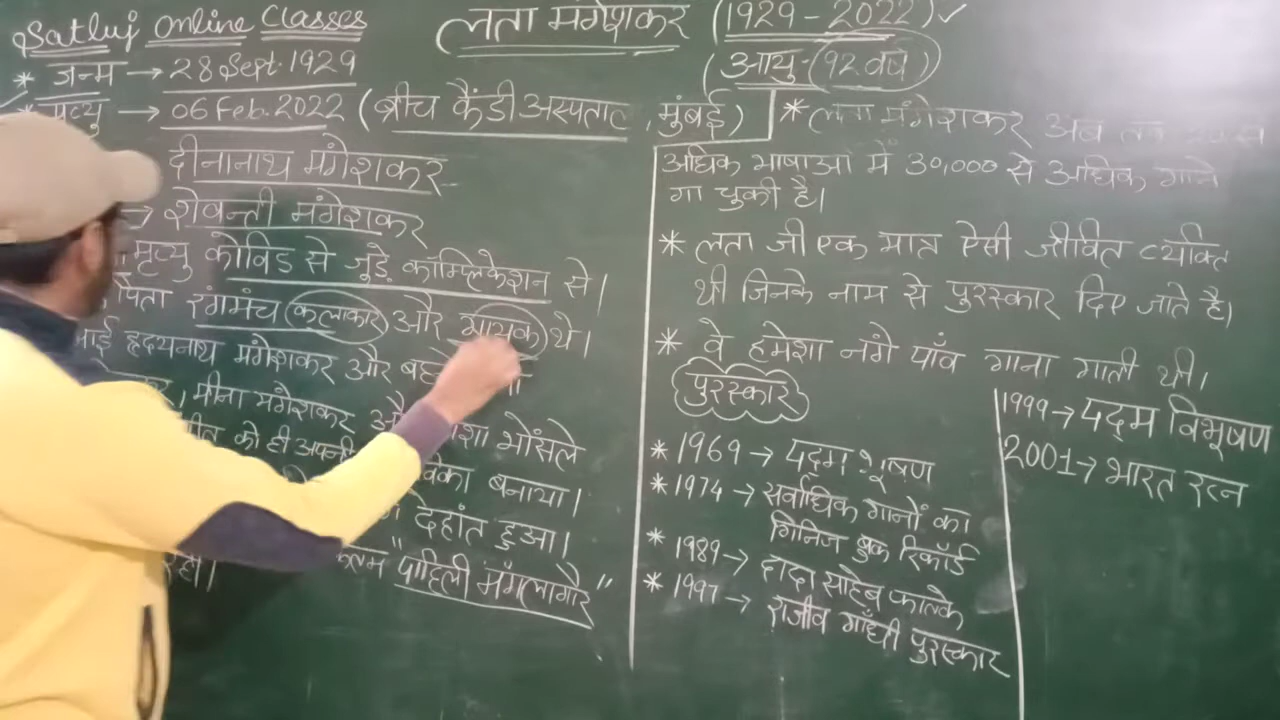 Satluj Online Classes
लता मंगेशकर (1929 - 2022) ✓
(आयु - 92 वर्ष)
* जन्म → 28 Sept. 1929
* मृत्यु → 06 Feb. 2022 (ब्रीच कैंडी अस्पताल, मुंबई)
दीनानाथ मंगेशकर
→ शेवन्ती मंगेशकर
मृत्यु कोविड से जुड़े कॉम्प्लिकेशन से।
पिता रंगमंच कलाकार और गायक थे।
भाई हृदयनाथ मंगेशकर और
मीना मंगेशकर भोंसले
को ही अपनी बनाया।
देहांत हुआ।
"पाहिली मंगलागौर"
* लता मंगेशकर अब तक
अधिक भाषाओं में 30,000 से अधिक गाने
गा चुकी है।
* लता जी एक मात्र ऐसी जीवित व्यक्ति
थी जिनके नाम से पुरस्कार दिए जाते है।
* वे हमेशा नंगे पाँव गाना गाती थी।
पुरस्कार
* 1969 → पद्म भूषण
* 1974 → सर्वाधिक गानों का
गिनिज बुक रिकॉर्ड
* 1989 → दादा साहेब फाल्के
* 1997 → राजीव गाँधी पुरस्कार
1999 → पद्म विभूषण
2001 → भारत रत्न